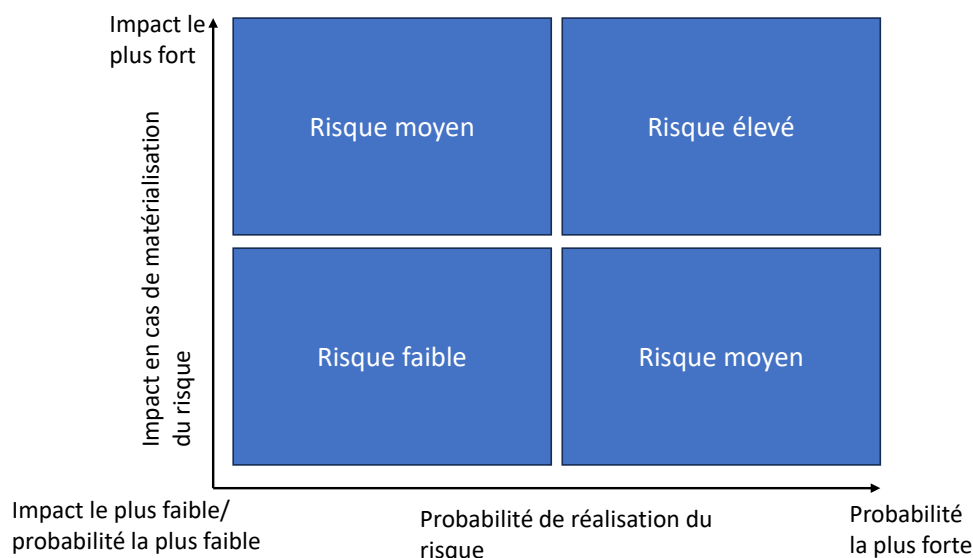 Impact le
plus fort
Risque moyen
Risque élevé
Impact en cas de matérialisation
du risque
Risque faible
Risque moyen
Impact le plus faible/
probabilité la plus faible
Probabilité de réalisation du
risque
Probabilité
la plus forte